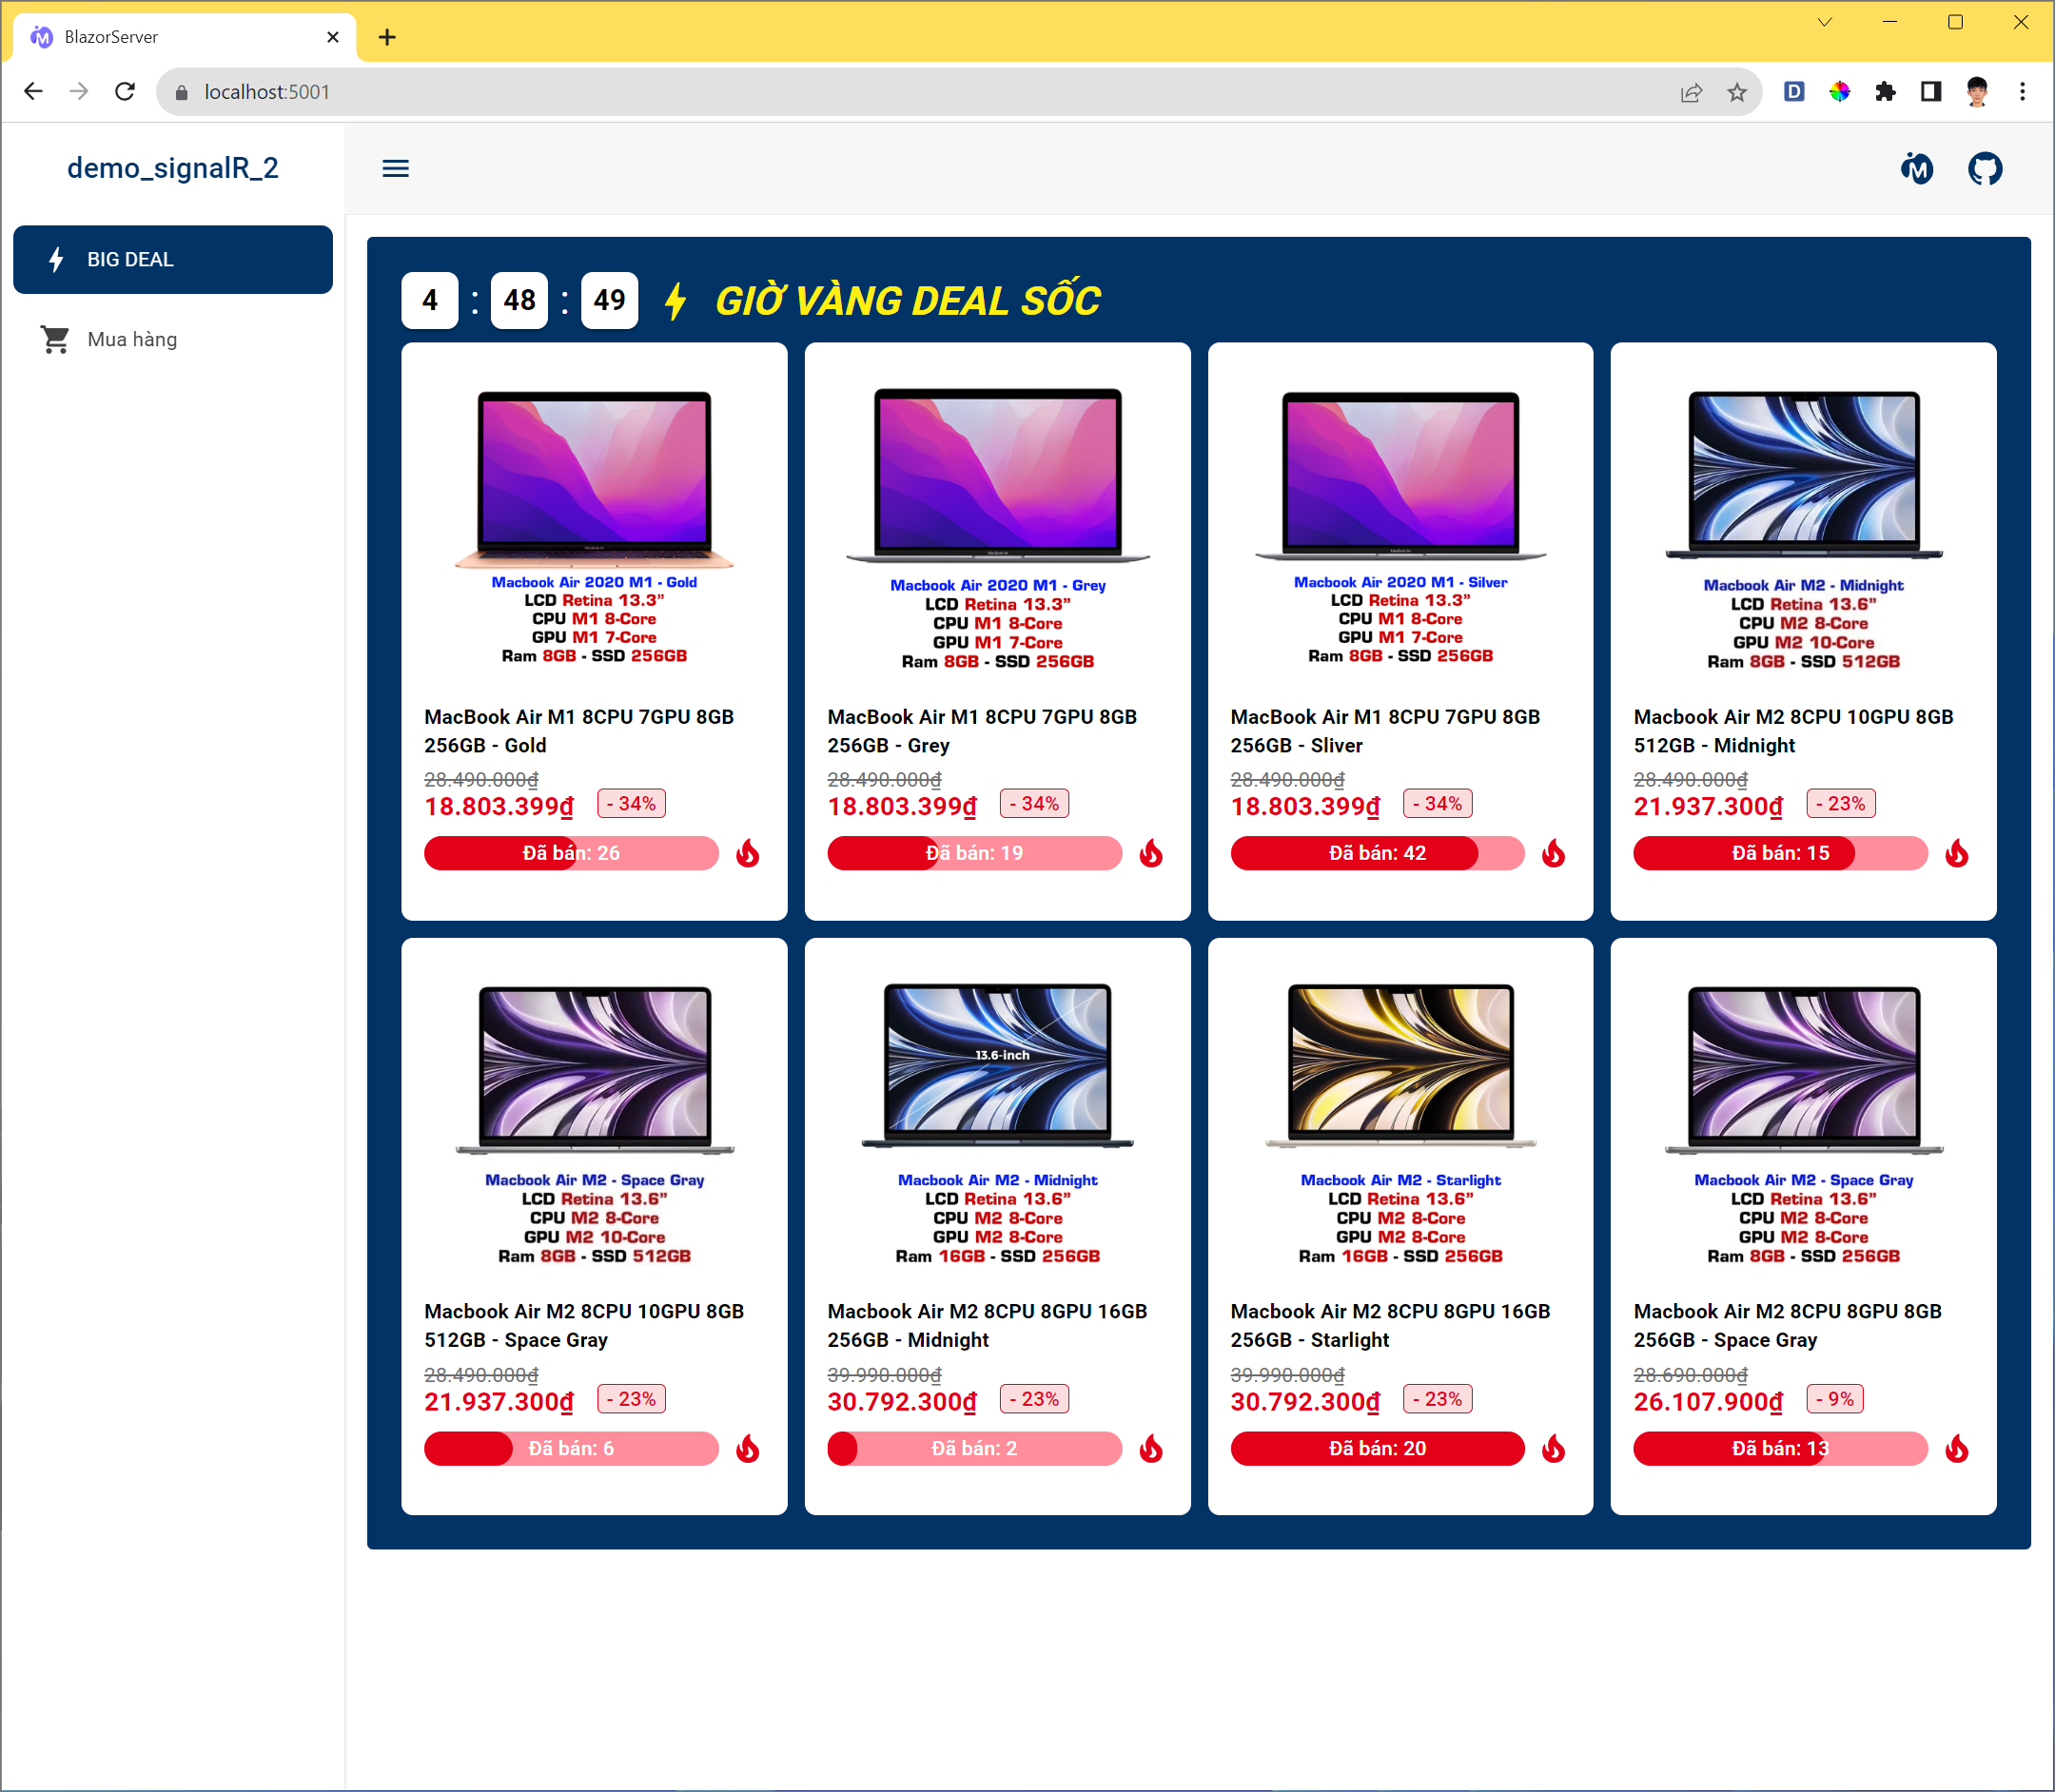 BlazorServer
localhost:5001
demo_signalR_2
BIG DEAL
Mua hàng
4 : 48 : 49 GIỜ VÀNG DEAL SỐC
Macbook Air 2020 M1 - Gold
LCD Retina 13.3”
CPU M1 8-Core
GPU M1 7-Core
Ram 8GB - SSD 256GB
MacBook Air M1 8CPU 7GPU 8GB
256GB - Gold
28.490.000₫
18.803.399₫ - 34%
Đã bán: 26
Macbook Air 2020 M1 - Grey
LCD Retina 13.3”
CPU M1 8-Core
GPU M1 7-Core
Ram 8GB - SSD 256GB
MacBook Air M1 8CPU 7GPU 8GB
256GB - Grey
28.490.000₫
18.803.399₫ - 34%
Đã bán: 19
Macbook Air 2020 M1 - Silver
LCD Retina 13.3”
CPU M1 8-Core
GPU M1 7-Core
Ram 8GB - SSD 256GB
MacBook Air M1 8CPU 7GPU 8GB
256GB - Sliver
28.490.000₫
18.803.399₫ - 34%
Đã bán: 42
Macbook Air M2 - Midnight
LCD Retina 13.6”
CPU M2 8-Core
GPU M2 10-Core
Ram 8GB - SSD 512GB
Macbook Air M2 8CPU 10GPU 8GB
512GB - Midnight
28.490.000₫
21.937.300₫ - 23%
Đã bán: 15
Macbook Air M2 - Space Gray
LCD Retina 13.6”
CPU M2 8-Core
GPU M2 10-Core
Ram 8GB - SSD 512GB
Macbook Air M2 8CPU 10GPU 8GB
512GB - Space Gray
28.490.000₫
21.937.300₫ - 23%
Đã bán: 6
13.6-inch
Macbook Air M2 - Midnight
LCD Retina 13.6”
CPU M2 8-Core
GPU M2 8-Core
Ram 16GB - SSD 256GB
Macbook Air M2 8CPU 8GPU 16GB
256GB - Midnight
39.990.000₫
30.792.300₫ - 23%
Đã bán: 2
Macbook Air M2 - Starlight
LCD Retina 13.6”
CPU M2 8-Core
GPU M2 8-Core
Ram 16GB - SSD 256GB
Macbook Air M2 8CPU 8GPU 16GB
256GB - Starlight
39.990.000₫
30.792.300₫ - 23%
Đã bán: 20
Macbook Air M2 - Space Gray
LCD Retina 13.6”
CPU M2 8-Core
GPU M2 8-Core
Ram 8GB - SSD 256GB
Macbook Air M2 8CPU 8GPU 8GB
256GB - Space Gray
28.690.000₫
26.107.900₫ - 9%
Đã bán: 13